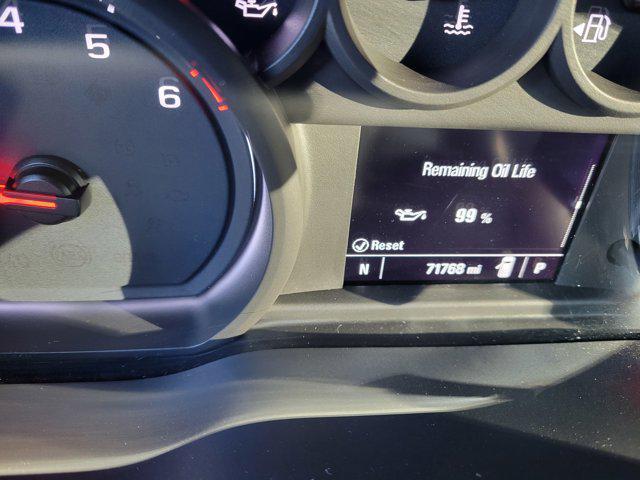 4
5
6
Remaining Oil Life
99 %
Reset
N 71768 mi P